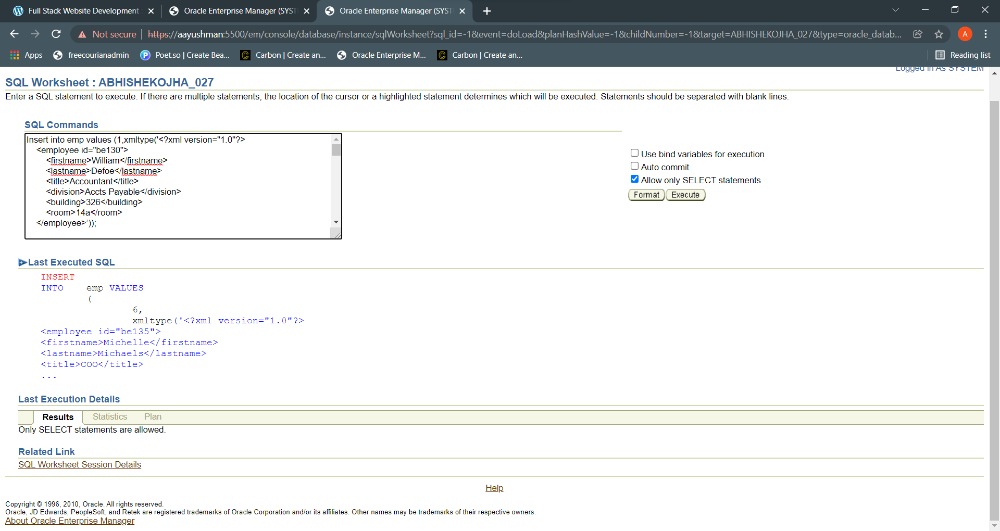 Full Stack Website Development
Oracle Enterprise Manager (SYST
Oracle Enterprise Manager (SYST
Not secure
https://aayushman:5500/em/console/database/instance/sqlWorksheet?sql_id=-1&event=doLoad&planHashValue=-1&childNumber=-1&target=ABHISHEKOJHA_027&type=oracle_datab...
A
Apps
freecourianadmin
Poet.so | Create Bea...
Carbon | Create an...
Oracle Enterprise M...
Carbon | Create an...
Reading list
Logged in As SYSTEM
SQL Worksheet : ABHISHEKOJHA_027
Enter a SQL statement to execute. If there are multiple statements, the location of the cursor or a highlighted statement determines which will be executed. Statements should be separated with blank lines.
SQL Commands
Insert into emp values (1,xmltype('<?xml version="1.0"?>
<employee id="be130">
<firstname>William</firstname>
<lastname>Defoe</lastname>
<title>Accountant</title>
<division>Accts Payable</division>
<building>326</building>
<room>14a</room>
</employee>'));
Use bind variables for execution
Auto commit
Allow only SELECT statements
Format
Execute
Last Executed SQL
INSERT
INTO emp VALUES
(
6,
xmltype('<?xml version="1.0"?>
<employee id="be135">
<firstname>Michelle</firstname>
<lastname>Michaels</lastname>
<title>COO</title>
...
Last Execution Details
Results
Statistics
Plan
Only SELECT statements are allowed.
Related Link
SQL Worksheet Session Details
Help
Copyright © 1996, 2010, Oracle. All rights reserved.
Oracle, JD Edwards, PeopleSoft, and Retek are registered trademarks of Oracle Corporation and/or its affiliates. Other names may be trademarks of their respective owners.
About Oracle Enterprise Manager